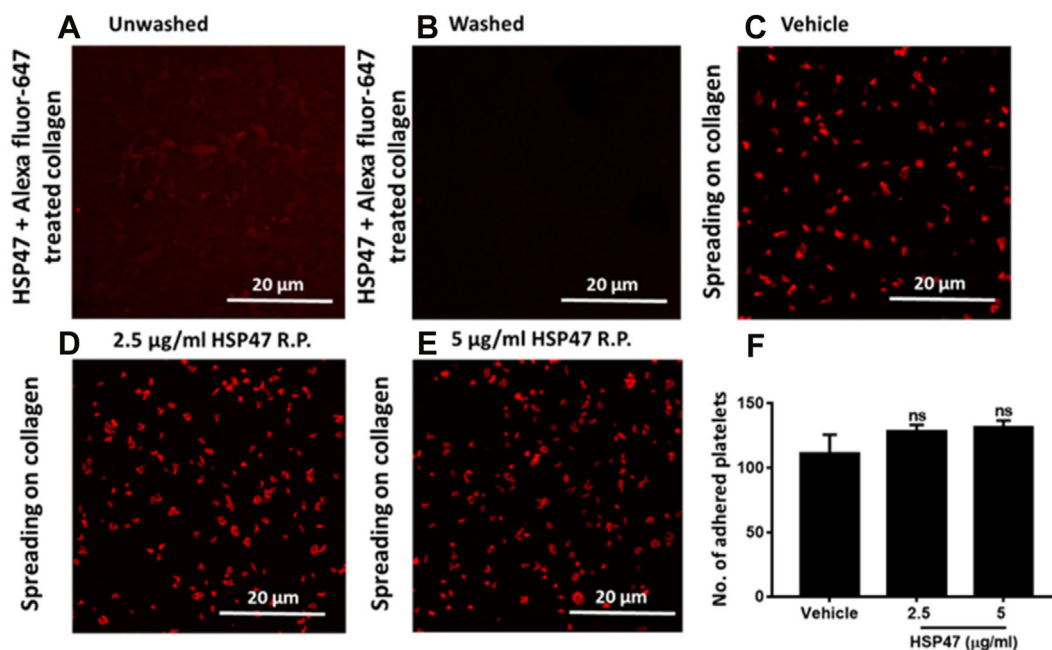 A Unwashed
HSP47 + Alexa fluor-647
treated collagen
20 µm
B Washed
HSP47 + Alexa fluor-647
treated collagen
20 µm
C Vehicle
Spreading on collagen
20 µm
D 2.5 µg/ml HSP47 R.P.
Spreading on collagen
20 µm
E 5 µg/ml HSP47 R.P.
Spreading on collagen
20 µm
F
No. of adhered platelets
150
100
50
0
ns
ns
Vehicle 2.5 5
HSP47 (µg/ml)